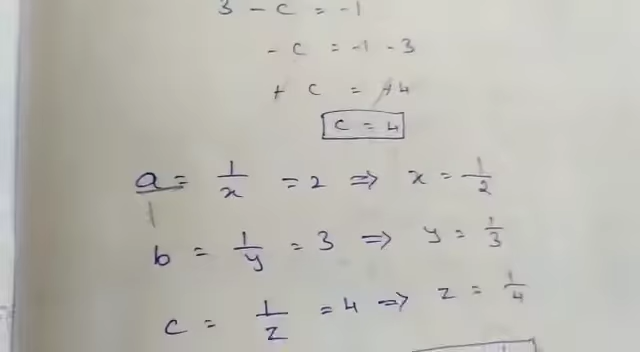 3 - c = -1
- c = -1 - 3
+ c = +4
c = 4
a = 1/x = 2 ⇒ x = 1/2
b = 1/y = 3 ⇒ y = 1/3
c = 1/z = 4 ⇒ z = 1/4